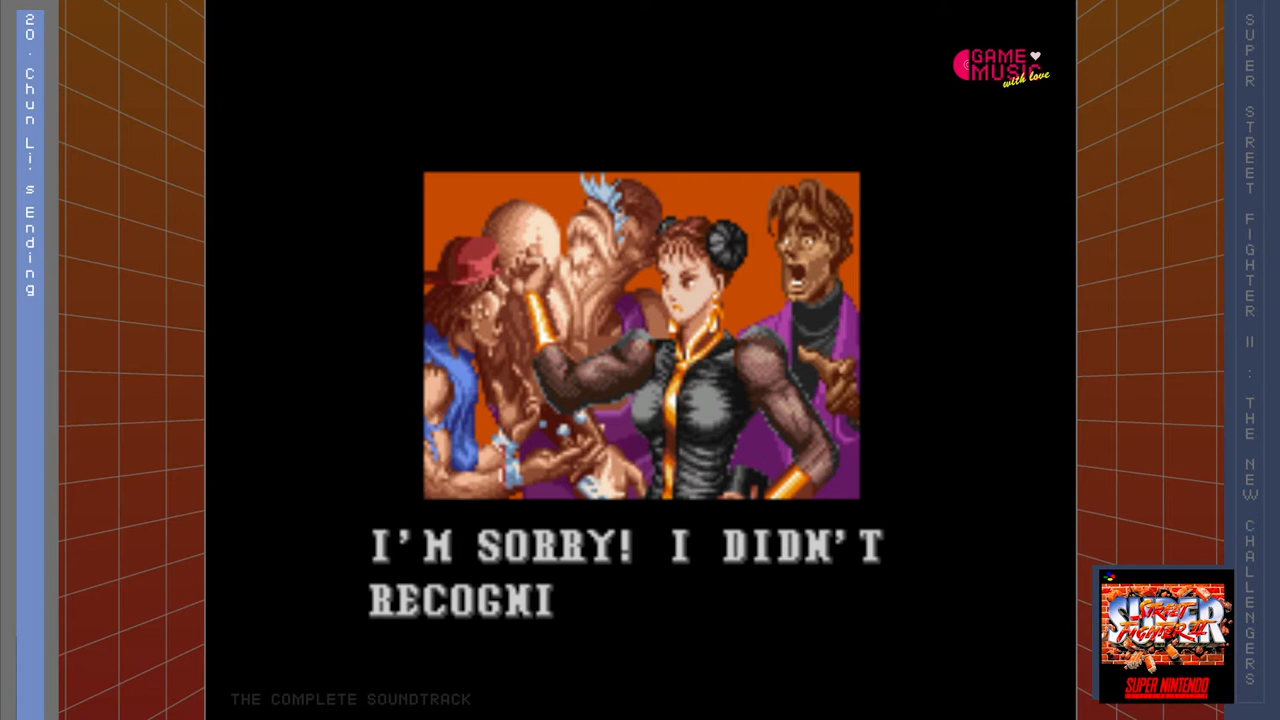 20. Chun Li.s Ending
GAME
MUSIC
with love
I'M SORRY! I DIDN'T
RECOGNI
THE COMPLETE SOUNDTRACK
SUPER STREET FIGHTER II : THE NEW CHALLENGERS
SUPER
STREET
FIGHTER II
SUPER NINTENDO